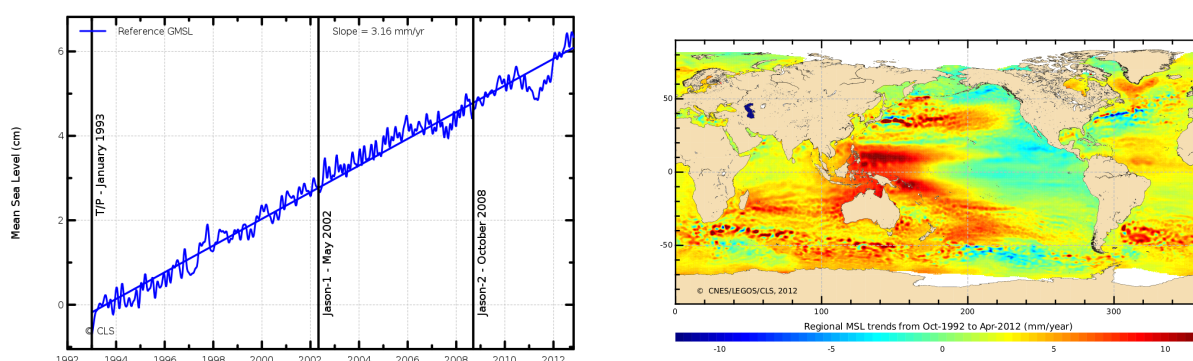 Mean Sea Level (cm)
6
4
2
0
Reference GMSL
Slope = 3.16 mm/yr
T/P - January 1993
Jason-1 - May 2002
Jason-2 - October 2008
© CLS
1992 1994 1996 1998 2000 2002 2004 2006 2008 2010 2012
50
0
-50
© CNES/LEGOS/CLS, 2012
0 100 200 300
Regional MSL trends from Oct-1992 to Apr-2012 (mm/year)
-10 -5 0 5 10